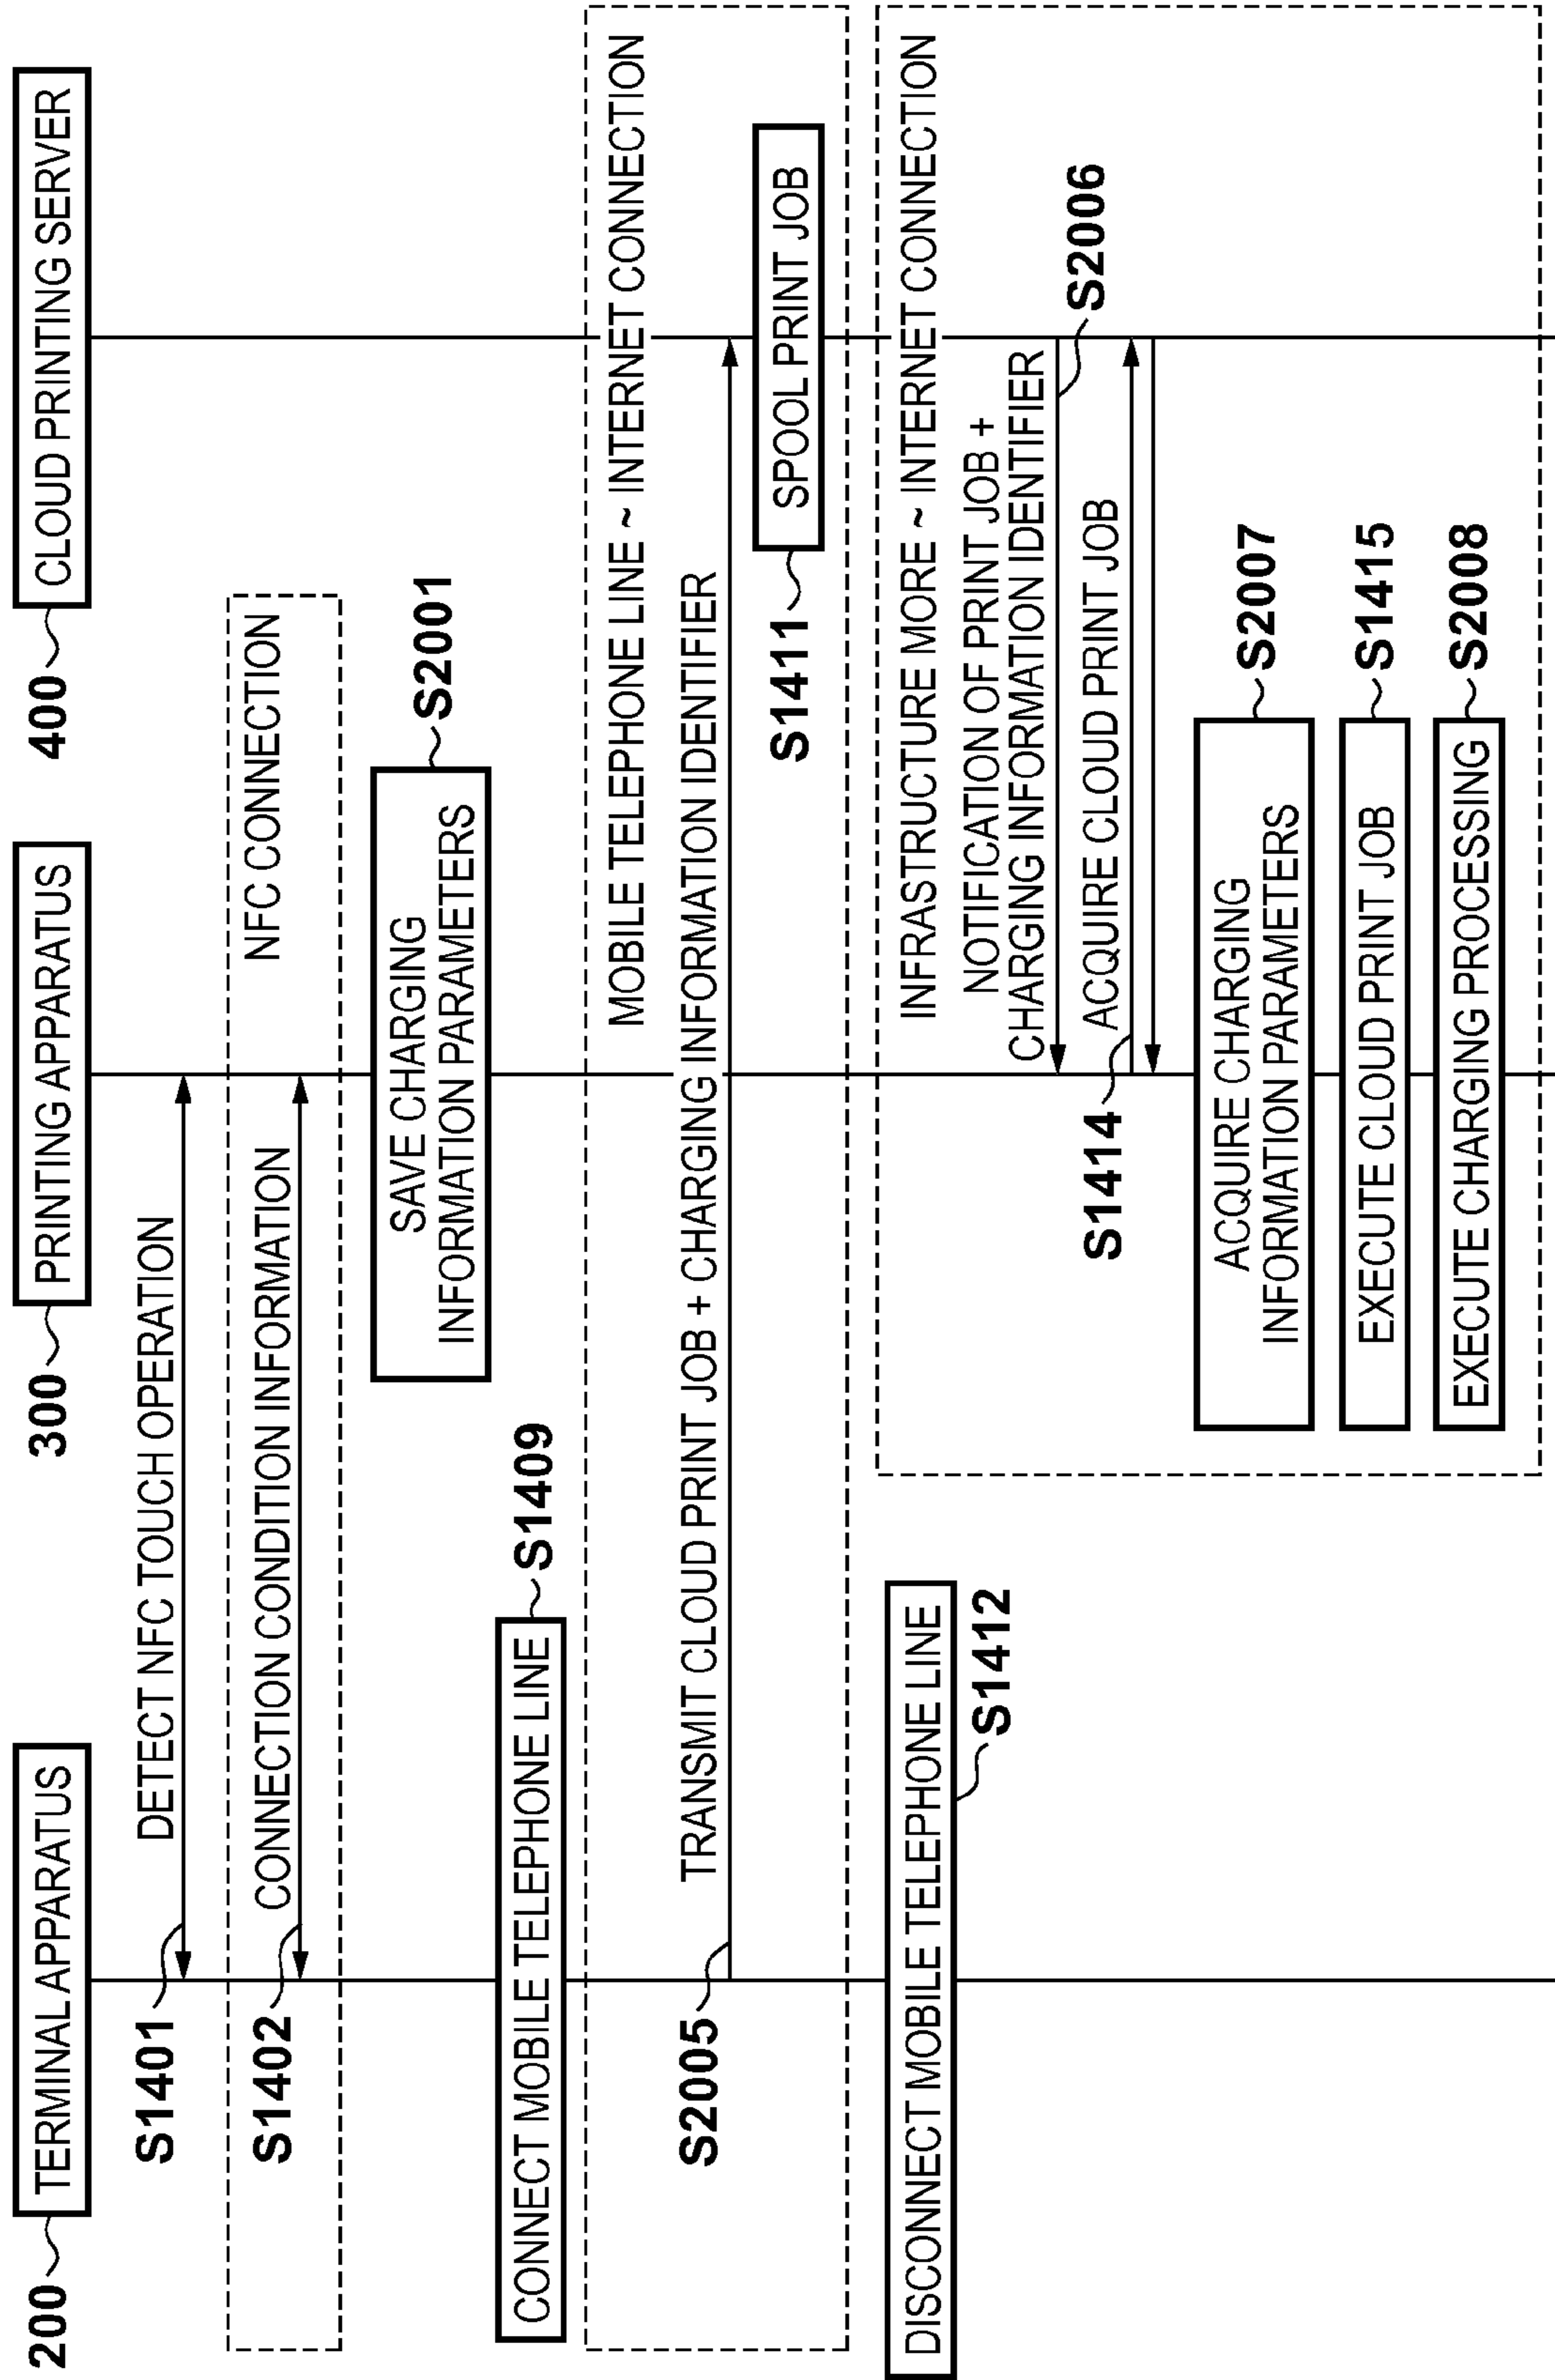 200
TERMINAL APPARATUS
300
PRINTING APPARATUS
400
CLOUD PRINTING SERVER
S1401
DETECT NFC TOUCH OPERATION
NFC CONNECTION
S1402
CONNECTION CONDITION INFORMATION
SAVE CHARGING
INFORMATION PARAMETERS
S2001
CONNECT MOBILE TELEPHONE LINE
S1409
MOBILE TELEPHONE LINE ~ INTERNET CONNECTION
S2005
TRANSMIT CLOUD PRINT JOB + CHARGING INFORMATION IDENTIFIER
S1411
SPOOL PRINT JOB
DISCONNECT MOBILE TELEPHONE LINE
S1412
INFRASTRUCTURE MORE ~ INTERNET CONNECTION
NOTIFICATION OF PRINT JOB +
CHARGING INFORMATION IDENTIFIER
S2006
S1414
ACQUIRE CLOUD PRINT JOB
ACQUIRE CHARGING
INFORMATION PARAMETERS
S2007
EXECUTE CLOUD PRINT JOB
S1415
EXECUTE CHARGING PROCESSING
S2008